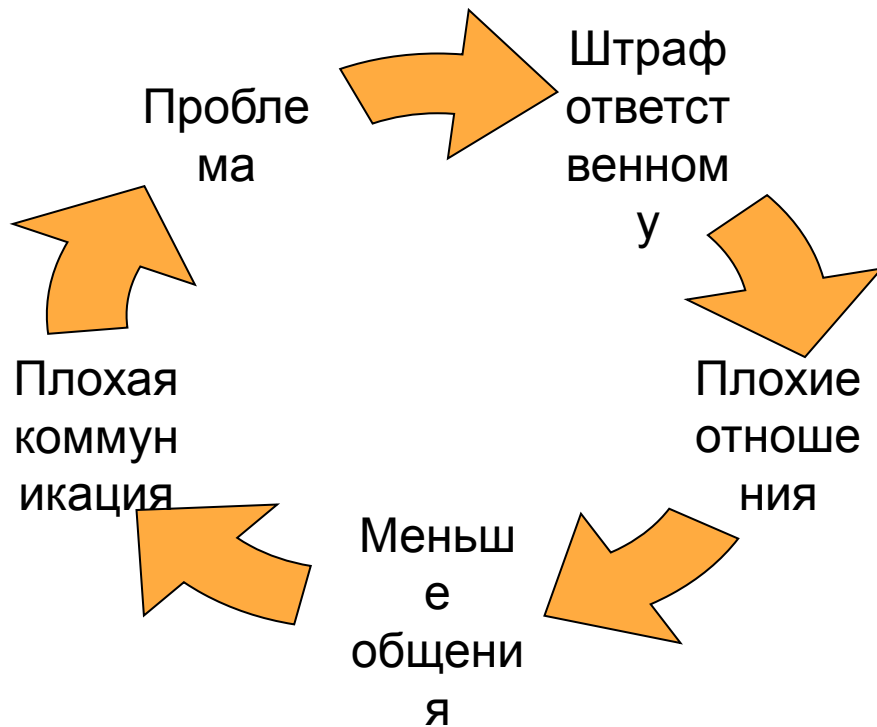 Пробле
ма
Штраф
ответст
венном
у
Плохие
отноше
ния
Меньш
е
общени
я
Плохая
коммун
икация